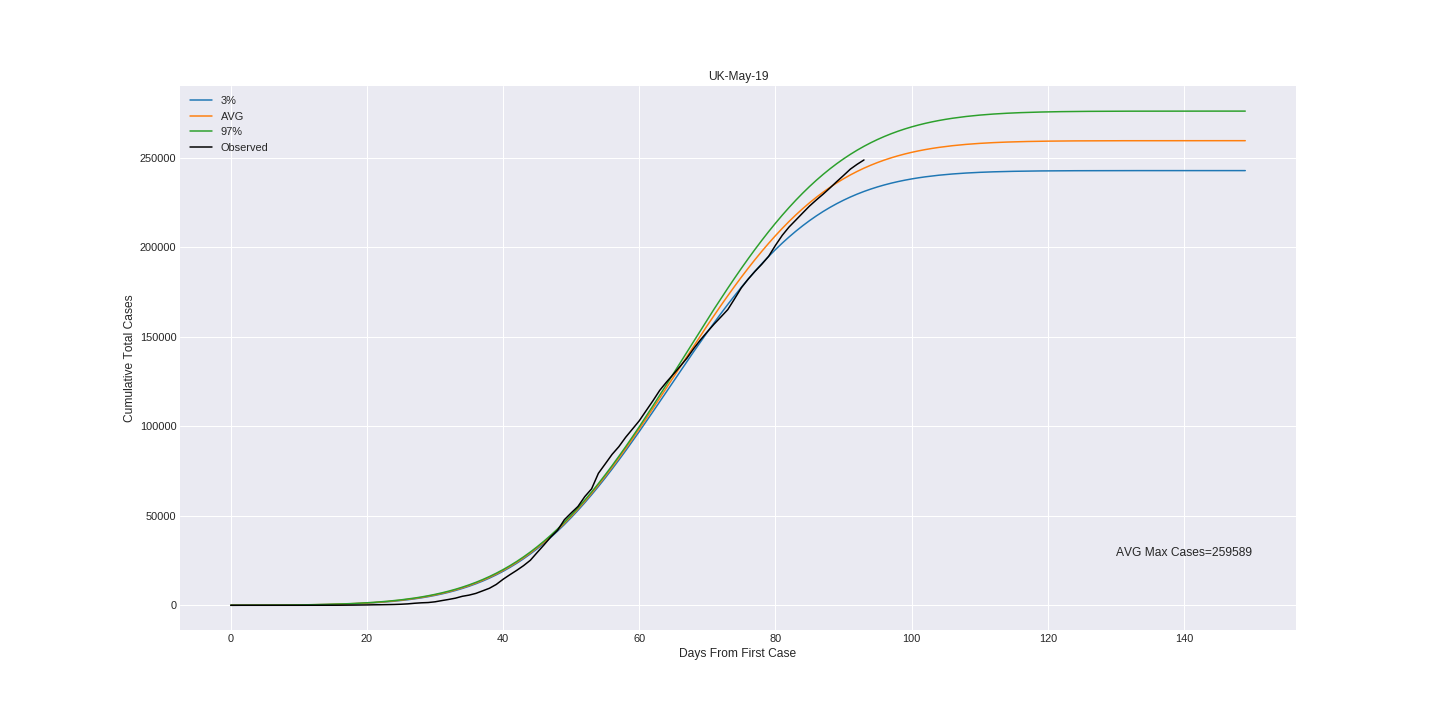 UK-May-19
3%
AVG
97%
Observed
250000
200000
150000
100000
50000
0
Cumulative Total Cases
AVG Max Cases=259589
0 20 40 60 80 100 120 140
Days From First Case